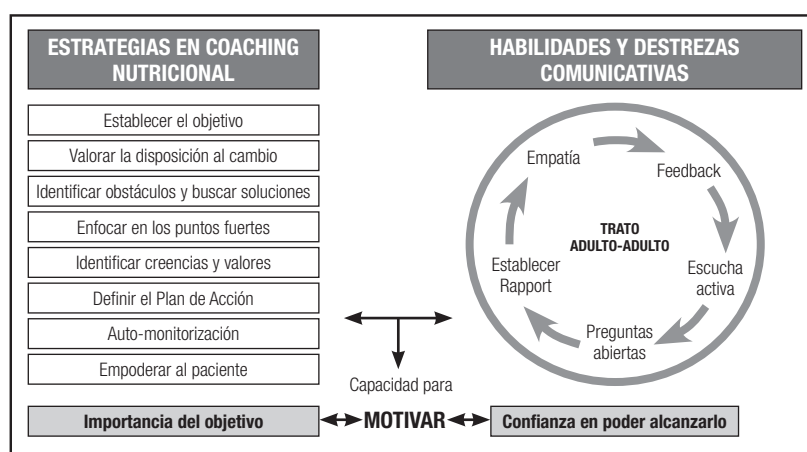 ESTRATEGIAS EN COACHING
NUTRICIONAL
Establecer el objetivo
Valorar la disposición al cambio
Identificar obstáculos y buscar soluciones
Enfocar en los puntos fuertes
Identificar creencias y valores
Definir el Plan de Acción
Auto-monitorización
Empoderar al paciente
Importancia del objetivo
HABILIDADES Y DESTREZAS
COMUNICATIVAS
Empatía
Feedback
TRATO
ADULTO-ADULTO
Establecer
Rapport
Escucha
activa
Preguntas
abiertas
Capacidad para
MOTIVAR
Confianza en poder alcanzarlo